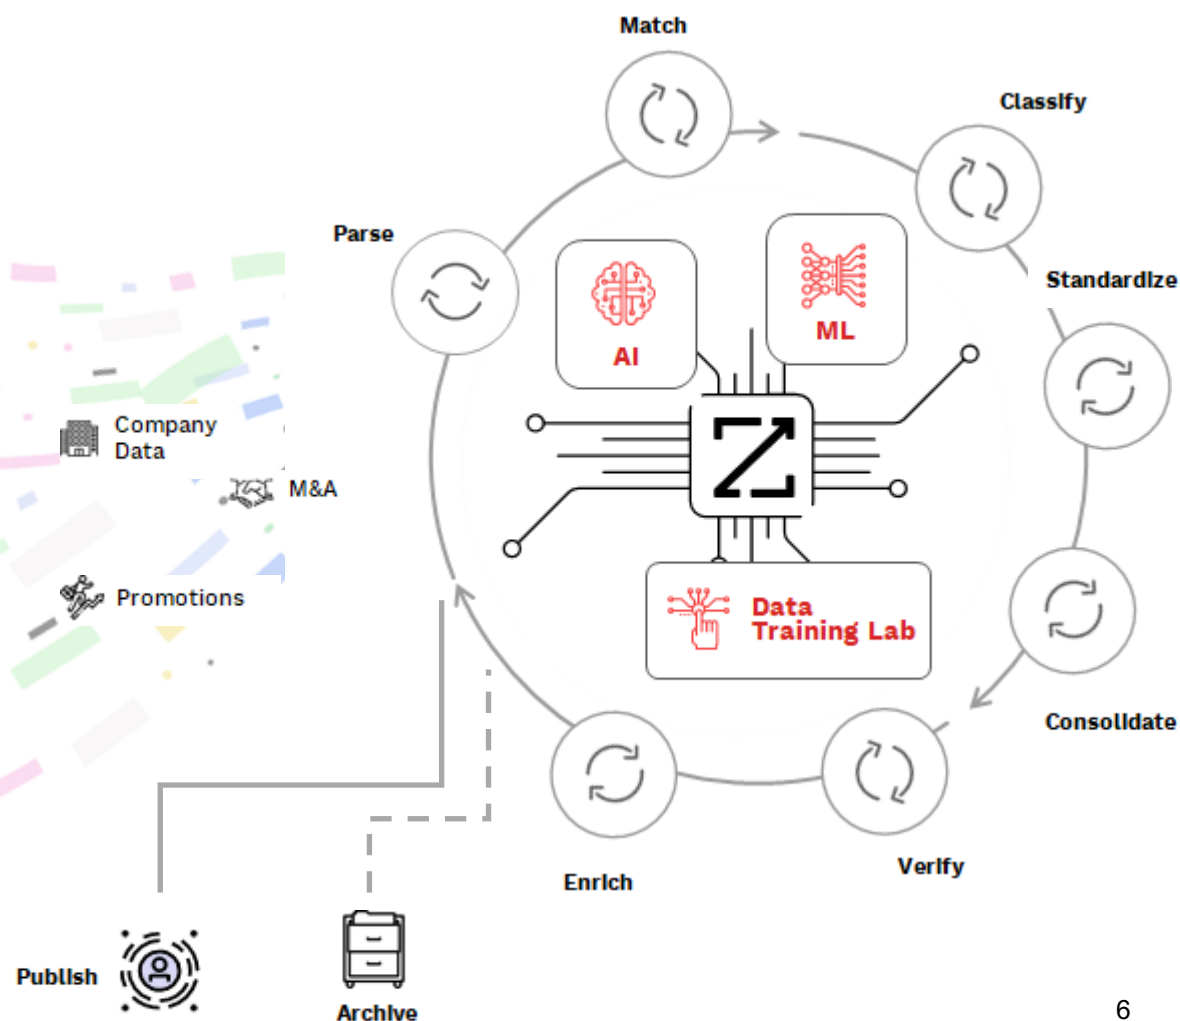 Match
Classify
Parse
Standardize
AI
ML
Company
Data
M&A
Promotions
Data
Training Lab
Consolidate
Verify
Enrich
Publish
Archive
6